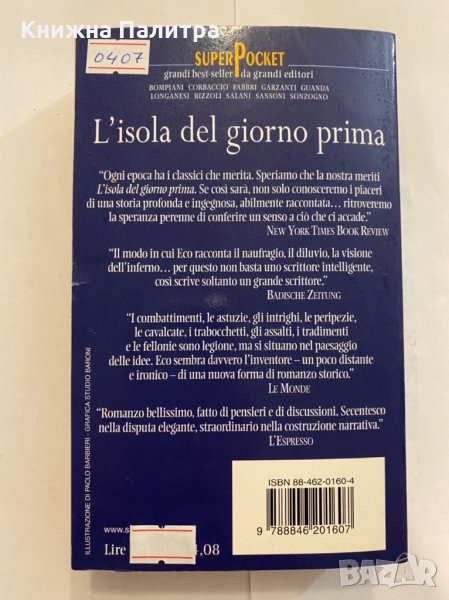 Книжна Палитра
0407
SUPERPOCKET
grandi best-seller da grandi editori
BOMPIANI CORBACCIO FABBRI GARZANTI GUANDA
LONGANESI RIZZOLI SALANI SANSONI SONZOGNO
L'isola del giorno prima
“Ogni epoca ha i classici che merita. Speriamo che la nostra meriti
L'isola del giorno prima. Se così sarà, non solo conosceremo i piaceri
di una storia profonda e ingegnosa, abilmente raccontata… ritroveremo
la speranza perenne di conferire un senso a ciò che ci accade.”
NEW YORK TIMES BOOK REVIEW
“Il modo in cui Eco racconta il naufragio, il diluvio, la visione
dell'inferno… per questo non basta uno scrittore intelligente,
così scrive soltanto un grande scrittore.”
BADISCHE ZEITUNG
“I combattimenti, le astuzie, gli intrighi, le peripezie,
le cavalcate, i trabocchetti, gli assalti, i tradimenti
e le fellonie sono legione, ma si situano nel paesaggio
delle idee. Eco sembra davvero l'inventore – un poco distante
e ironico – di una nuova forma di romanzo storico.”
LE MONDE
“Romanzo bellissimo, fatto di pensieri e di discussioni. Secentesco
nella disputa elegante, straordinario nella costruzione narrativa.”
L'ESPRESSO
ILLUSTRAZIONE DI PAOLO BARBIERI - GRAFICA STUDIO BARONI
ISBN 88-462-0160-4
9 788846 201607
www.s
Lire 4,08
BAZAR